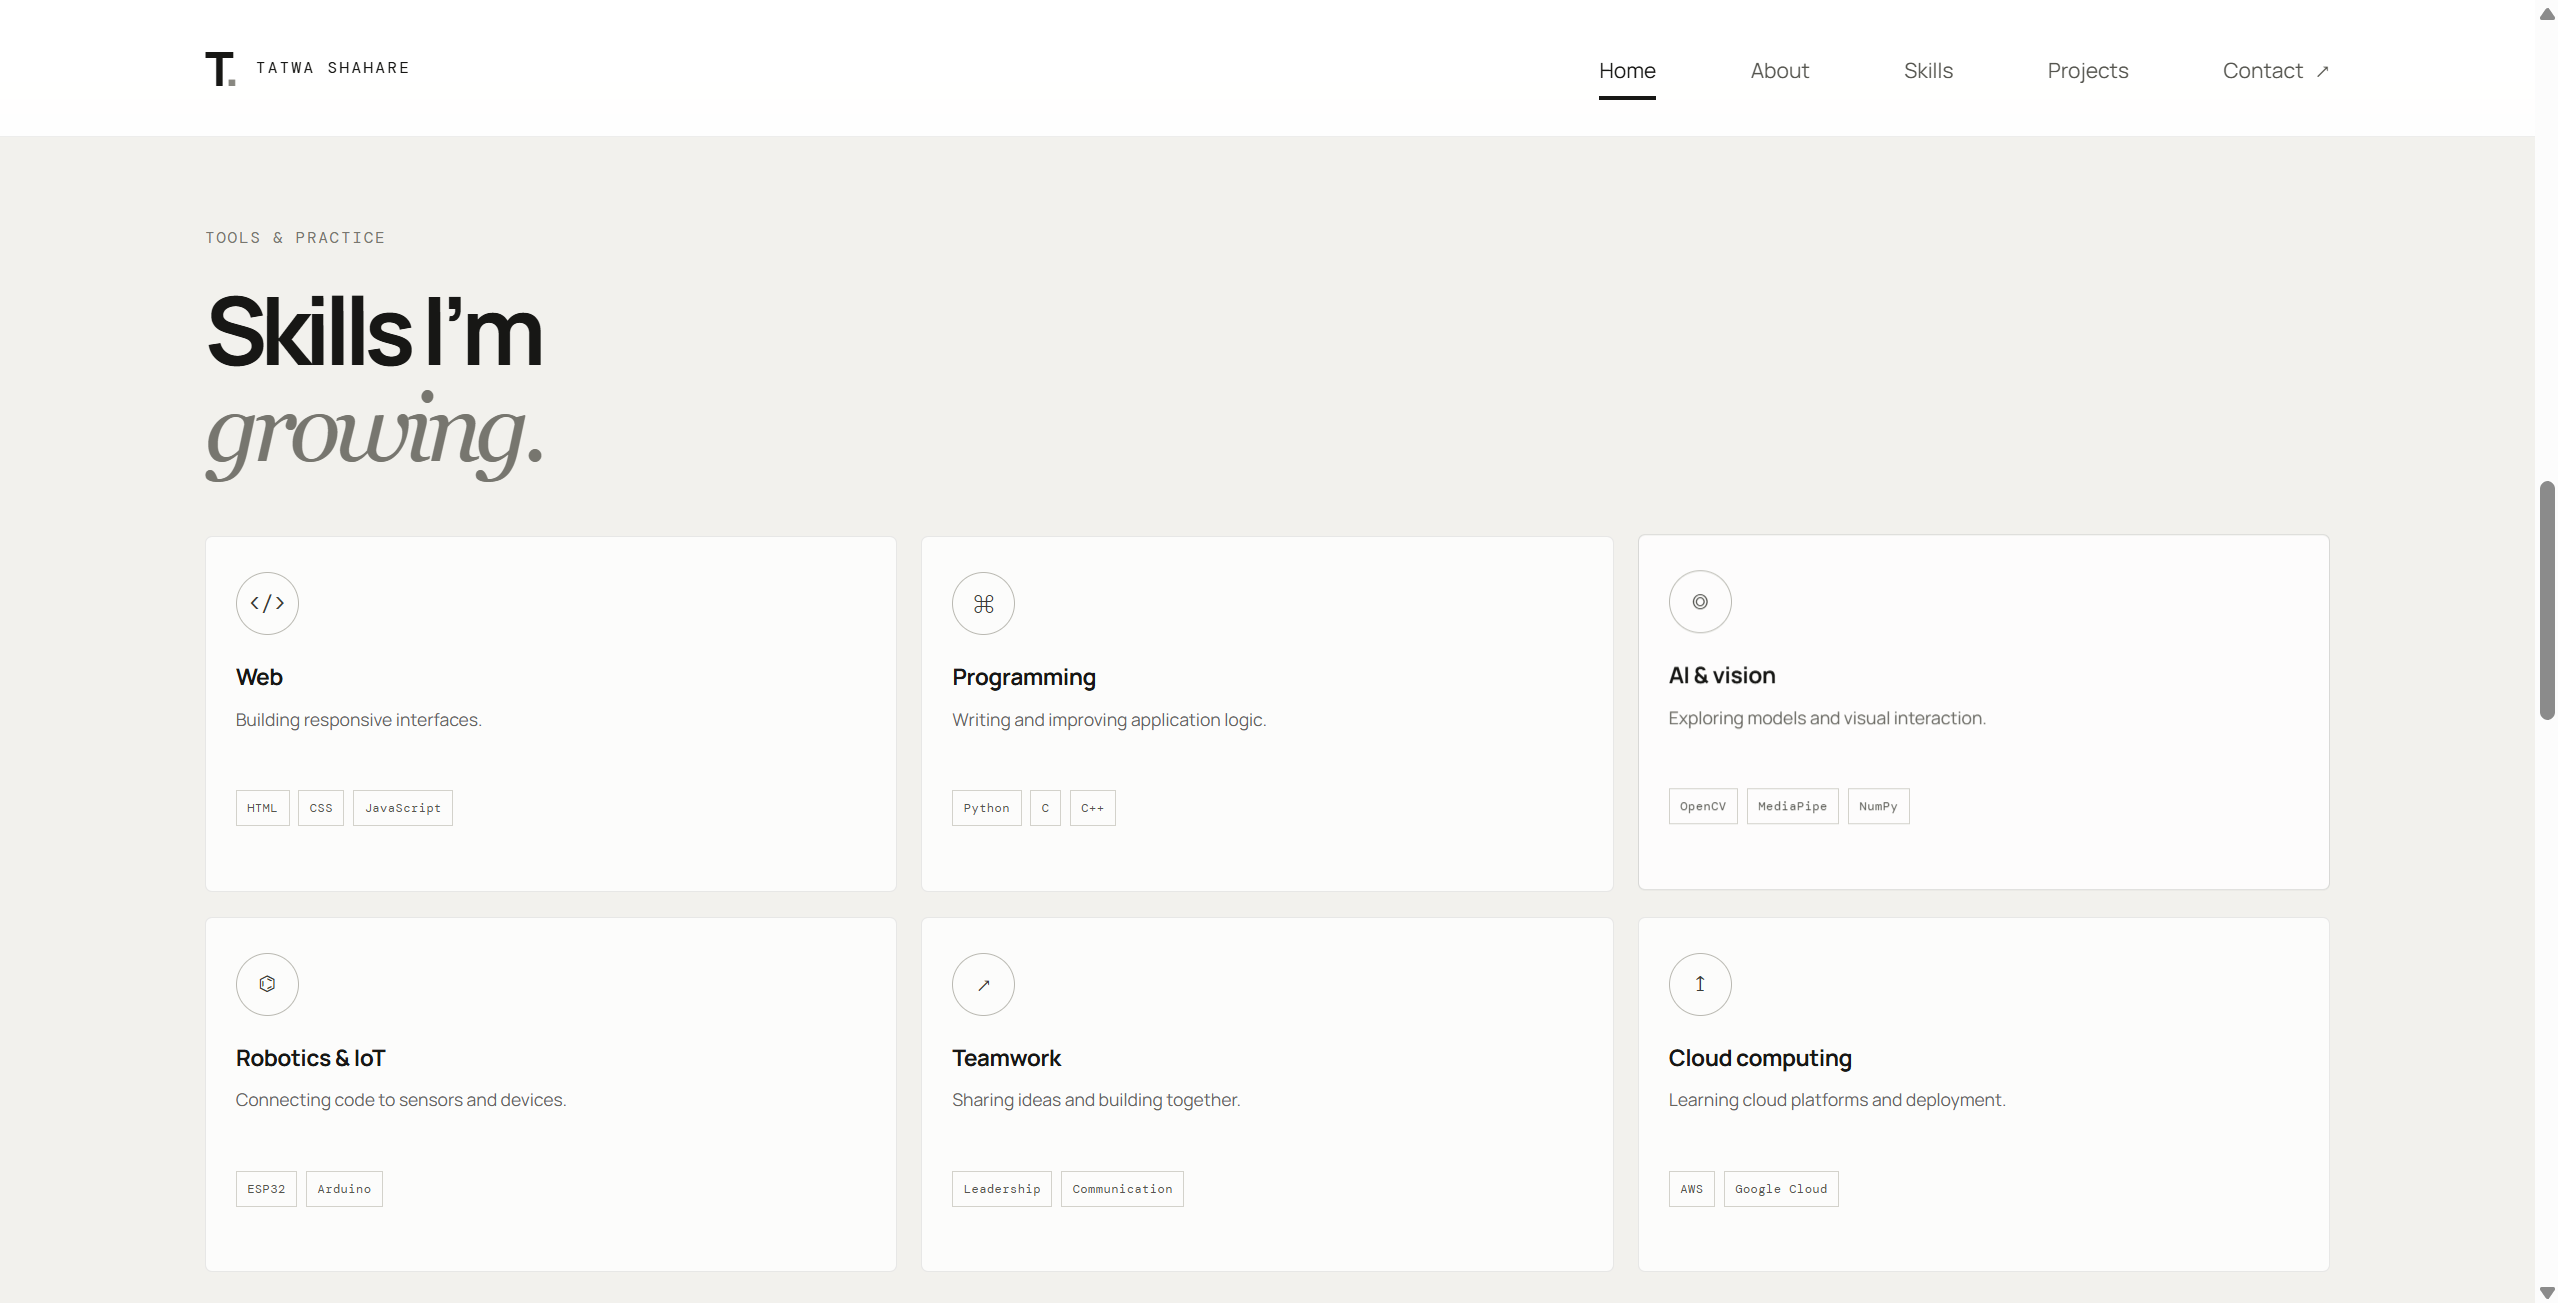 T. TATWA SHAHARE
Home About Skills Projects Contact ↗
TOOLS & PRACTICE
Skills I’m
growing.
</>
Web
Building responsive interfaces.
HTML CSS JavaScript
⌘
Programming
Writing and improving application logic.
Python C C++
◎
AI & vision
Exploring models and visual interaction.
OpenCV MediaPipe NumPy
⌬
Robotics & IoT
Connecting code to sensors and devices.
ESP32 Arduino
↗
Teamwork
Sharing ideas and building together.
Leadership Communication
↥
Cloud computing
Learning cloud platforms and deployment.
AWS Google Cloud